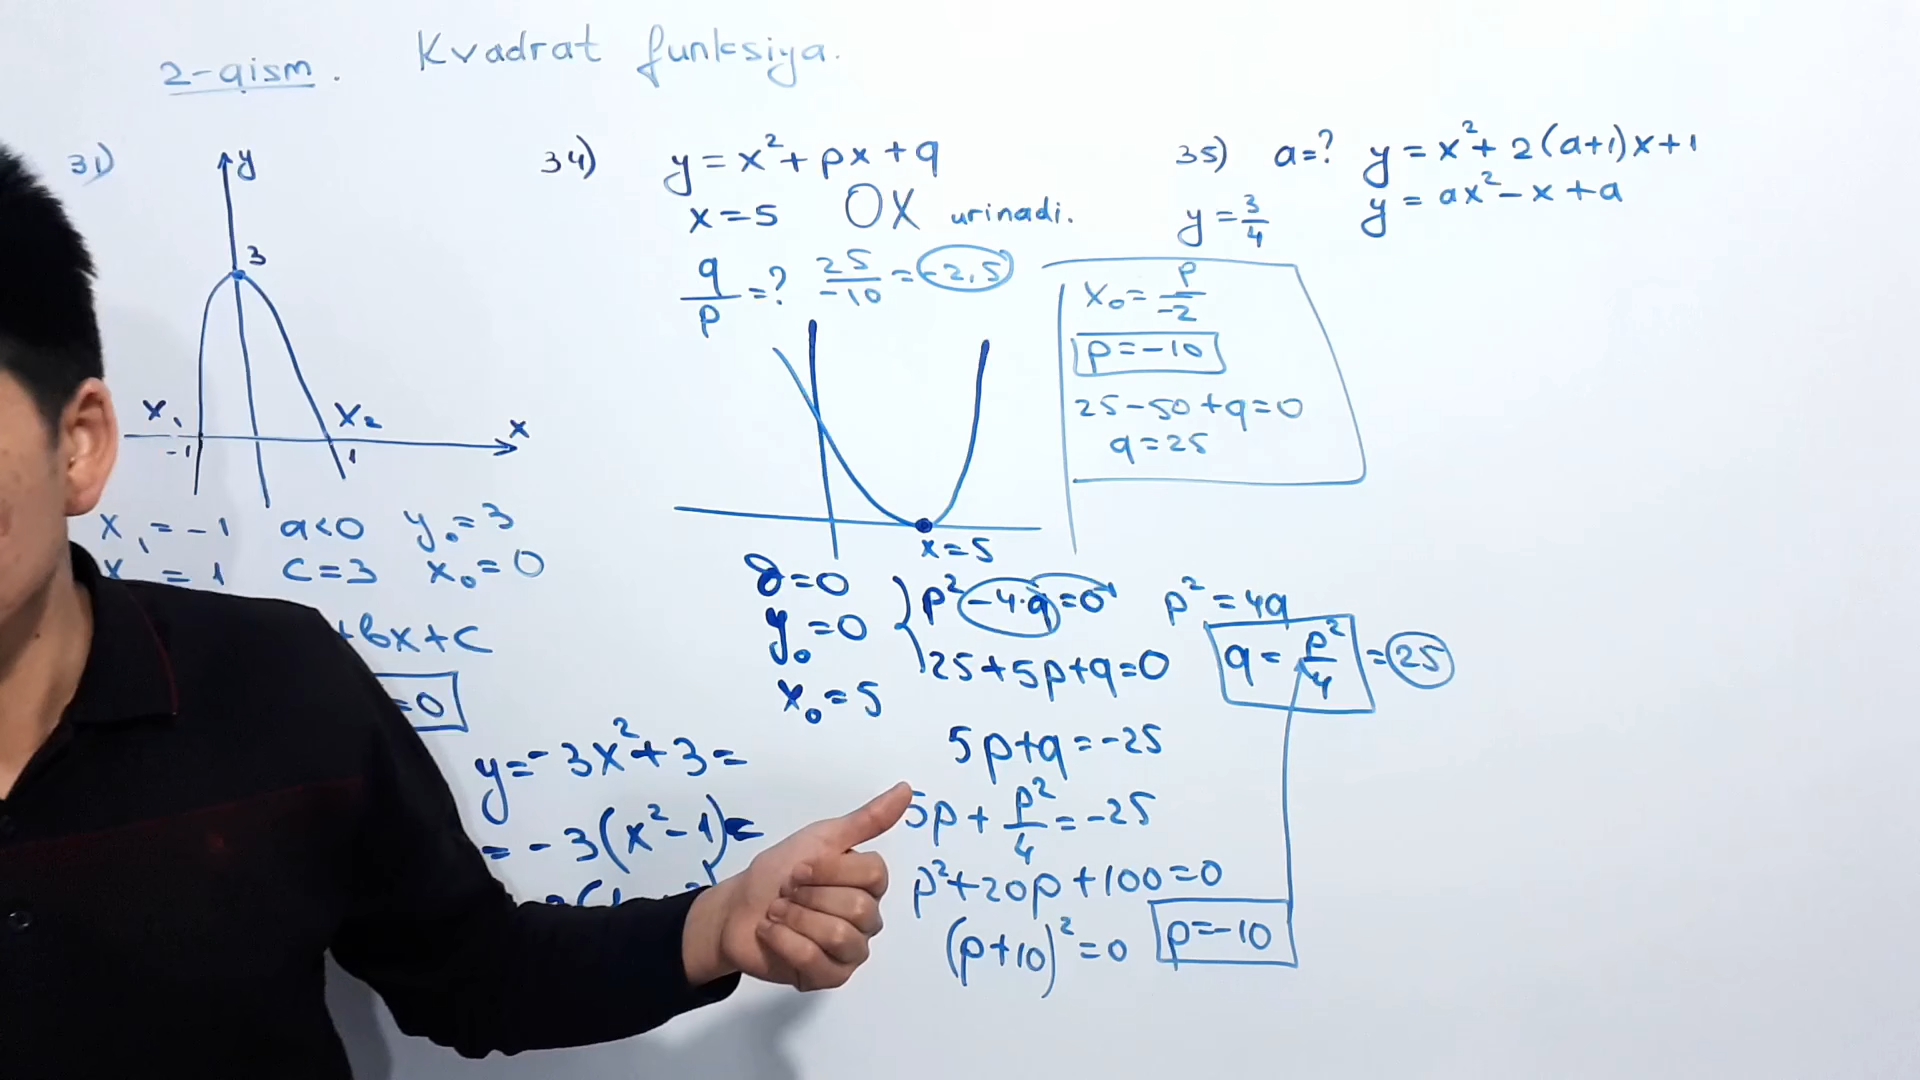 2-qism. Kvadrat funksiya.
31)
y
3
x₁
x₂
x
-1
1
x₁ = -1 a<0 y₀ = 3
x = 1 c=3 x₀ = 0
+bx+c
=0
y=-3x²+3=
=-3(x²-1)=
34) y = x²+px+q
x=5 OX urinadi.
q/p =? 25/-10 = -2,5
x=5
D=0
y₀=0
x₀=5
p²-4·q=0
25+5p+q=0
p²=4q
q = p²/4 = 25
5p+q=-25
5p + p²/4 = -25
p²+20p+100=0
(p+10)²=0 p=-10
x₀ = p/-2
p=-10
25-50+q=0
q=25
35) a=? y = x²+2(a+1)x+1
y = 3/4 y = ax²-x+a